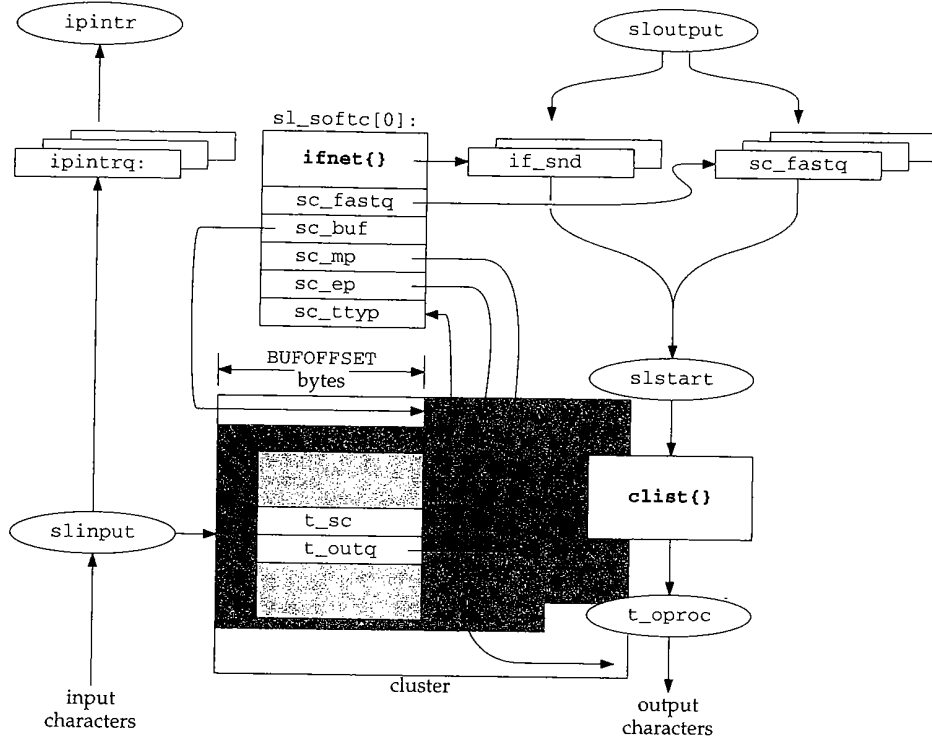 ipintr
sloutput
sl_softc[0]:
ipintrq:
ifnet{}
if_snd
sc_fastq
sc_fastq
sc_buf
sc_mp
sc_ep
sc_ttyp
BUFOFFSET
bytes
slstart
clist{}
slinput
t_sc
t_outq
t_oproc
cluster
input
characters
output
characters